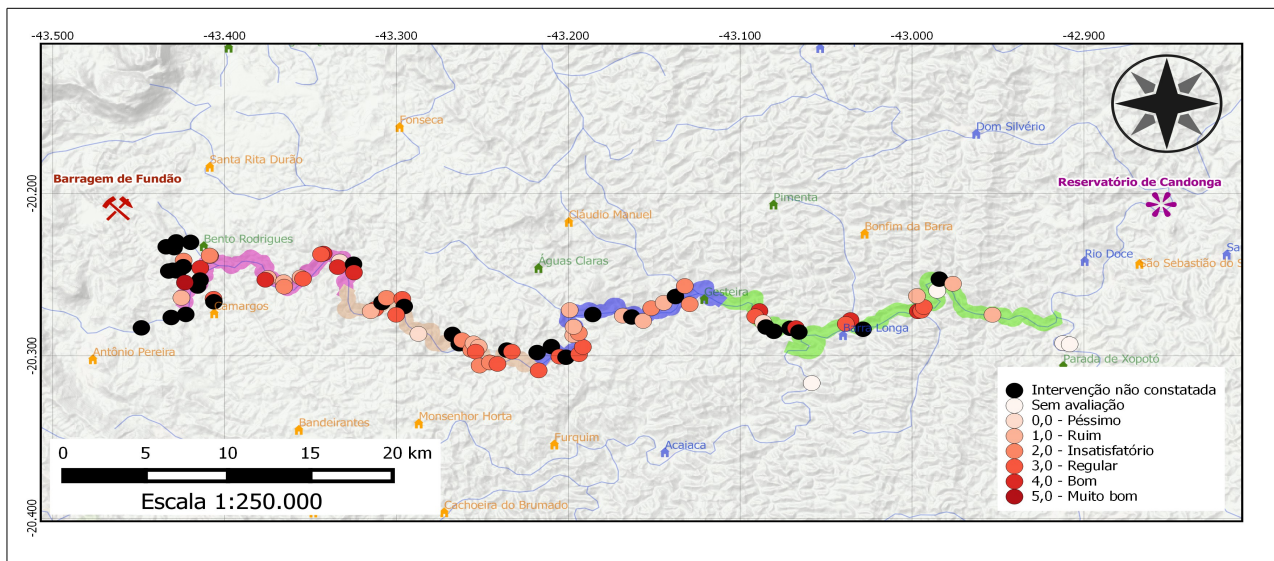 -43.500 -43.400 -43.300 -43.200 -43.100 -43.000 -42.900
Fonseca
Dom Silvério
Santa Rita Durão
Barragem de Fundão
Reservatório de Candonga
-20.200
Pimenta
Cláudio Manuel
Bonfim da Barra
Bento Rodrigues
Águas Claras
Rio Doce
São Sebastião do S
Sa
Gesteira
Camargos
Barra Longa
Antônio Pereira
-20.300
Parada de Xopotó
Monsenhor Horta
Bandeirantes
Furquim
Acaiaca
Cachoeira do Brumado
-20.400
0 5 10 15 20 km
Escala 1:250.000
Intervenção não constatada
Sem avaliação
0,0 - Péssimo
1,0 - Ruim
2,0 - Insatisfatório
3,0 - Regular
4,0 - Bom
5,0 - Muito bom